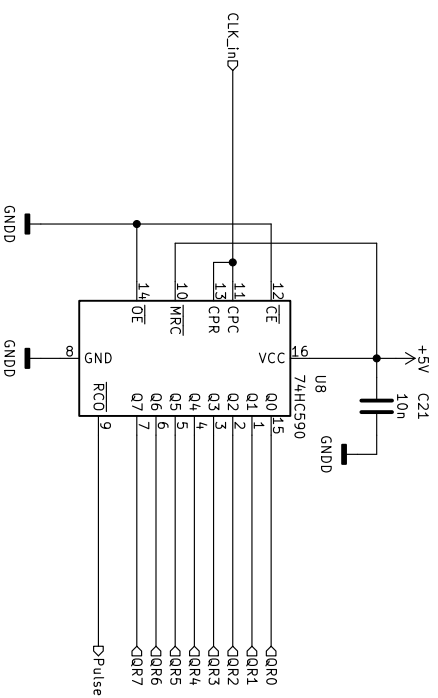 CLK_in
GNDD
12
11
13
10
14
CE
CPC
CPR
MRC
OE
+5V
C21
10n
GNDD
16
VCC
U8
74HC590
GNDD
8
GND
RCO
9
Q7
7
Q6
6
Q5
5
Q4
4
Q3
3
Q2
2
Q1
1
Q0
15
QR0
QR1
QR2
QR3
QR4
QR5
QR6
QR7
Pulse